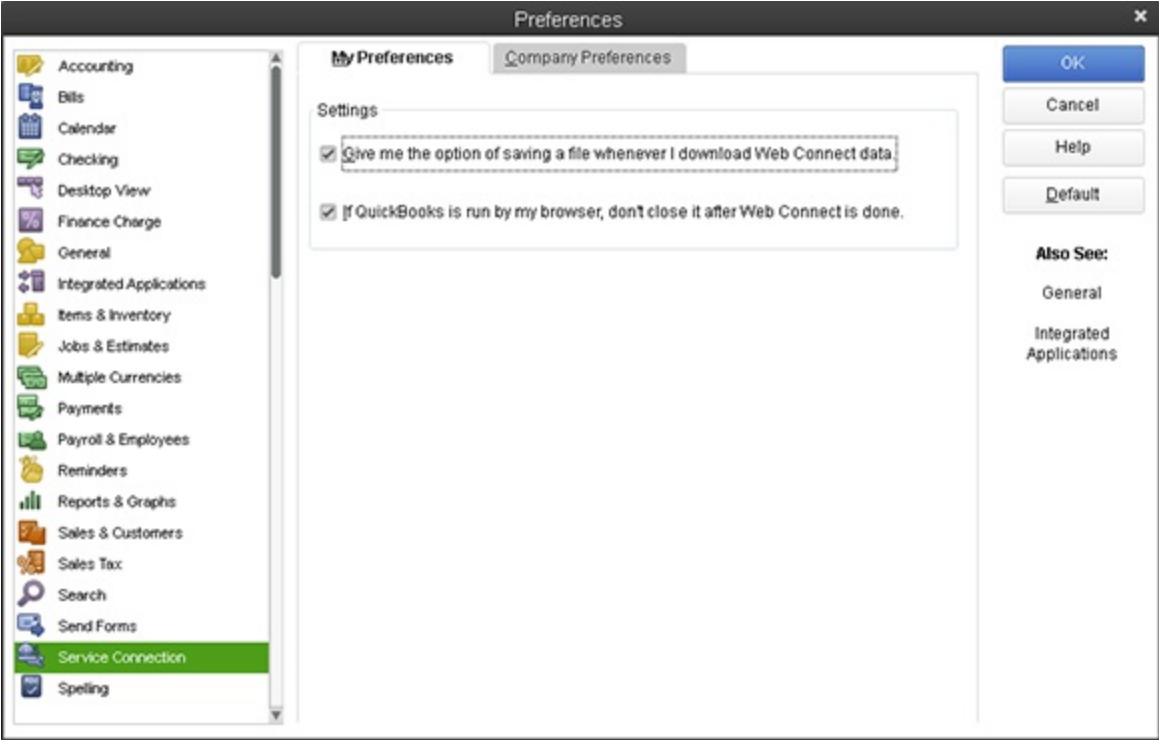 Preferences
Accounting
Bills
Calendar
Checking
Desktop View
Finance Charge
General
Integrated Applications
Items & Inventory
Jobs & Estimates
Multiple Currencies
Payments
Payroll & Employees
Reminders
Reports & Graphs
Sales & Customers
Sales Tax
Search
Send Forms
Service Connection
Spelling
My Preferences
Company Preferences
Settings
Give me the option of saving a file whenever I download Web Connect data.
If QuickBooks is run by my browser, don't close it after Web Connect is done.
OK
Cancel
Help
Default
Also See:
General
Integrated
Applications